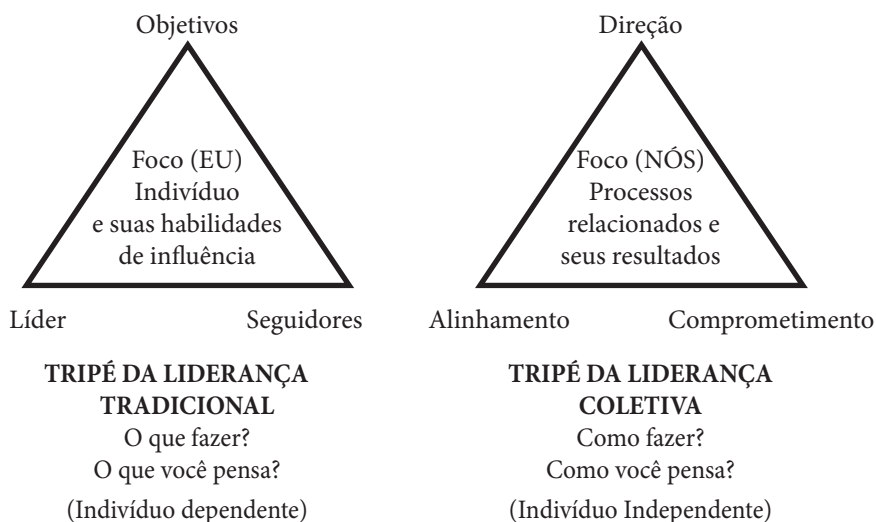 Objetivos
Foco (EU)
Indivíduo
e suas habilidades
de influência
Líder
Seguidores
TRIPÉ DA LIDERANÇA
TRADICIONAL
O que fazer?
O que você pensa?
(Indivíduo dependente)
Direção
Foco (NÓS)
Processos
relacionados e
seus resultados
Alinhamento
Comprometimento
TRIPÉ DA LIDERANÇA
COLETIVA
Como fazer?
Como você pensa?
(Indivíduo Independente)